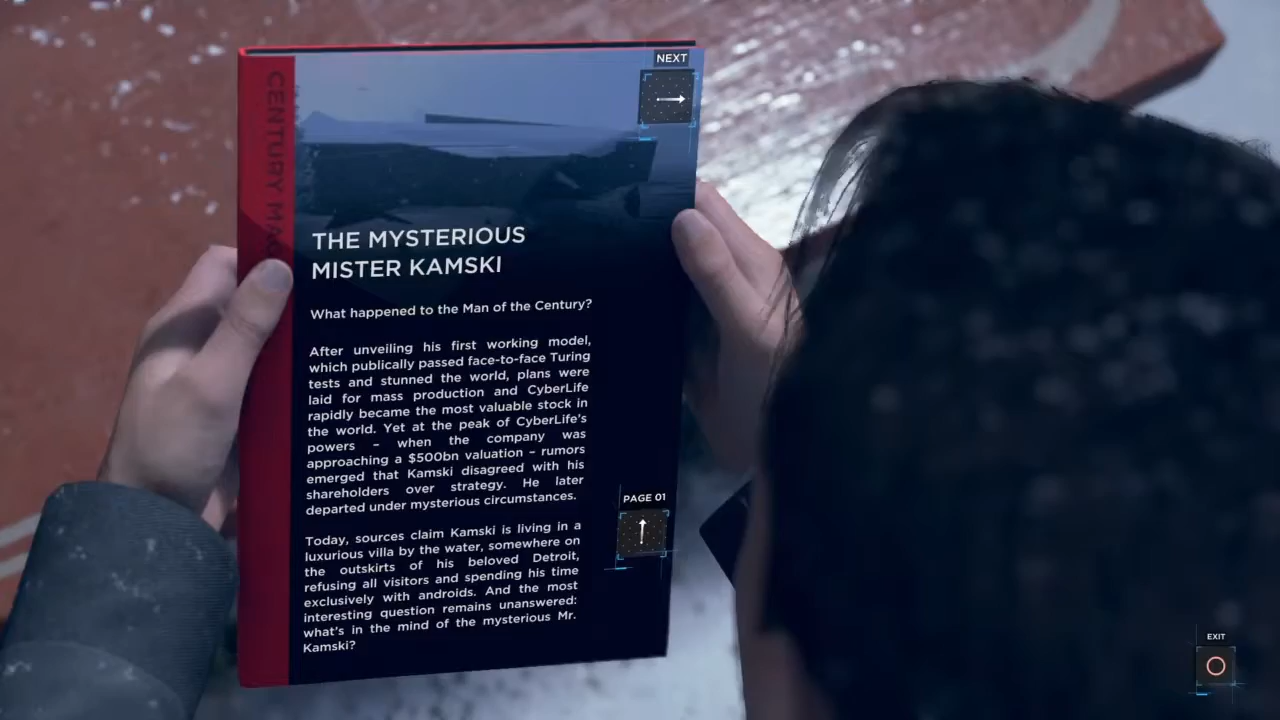 NEXT
CENTURY
THE MYSTERIOUS
MISTER KAMSKI
What happened to the Man of the Century?
After unveiling his first working model,
which publically passed face-to-face Turing
tests and stunned the world, plans were
laid for mass production and CyberLife
rapidly became the most valuable stock in
the world. Yet at the peak of CyberLife's
powers – when the company was
approaching a $500bn valuation – rumors
emerged that Kamski disagreed with his
shareholders over strategy. He later
departed under mysterious circumstances.
PAGE 01
Today, sources claim Kamski is living in a
luxurious villa by the water, somewhere on
the outskirts of his beloved Detroit,
refusing all visitors and spending his time
exclusively with androids. And the most
interesting question remains unanswered:
what's in the mind of the mysterious Mr.
Kamski?
EXIT